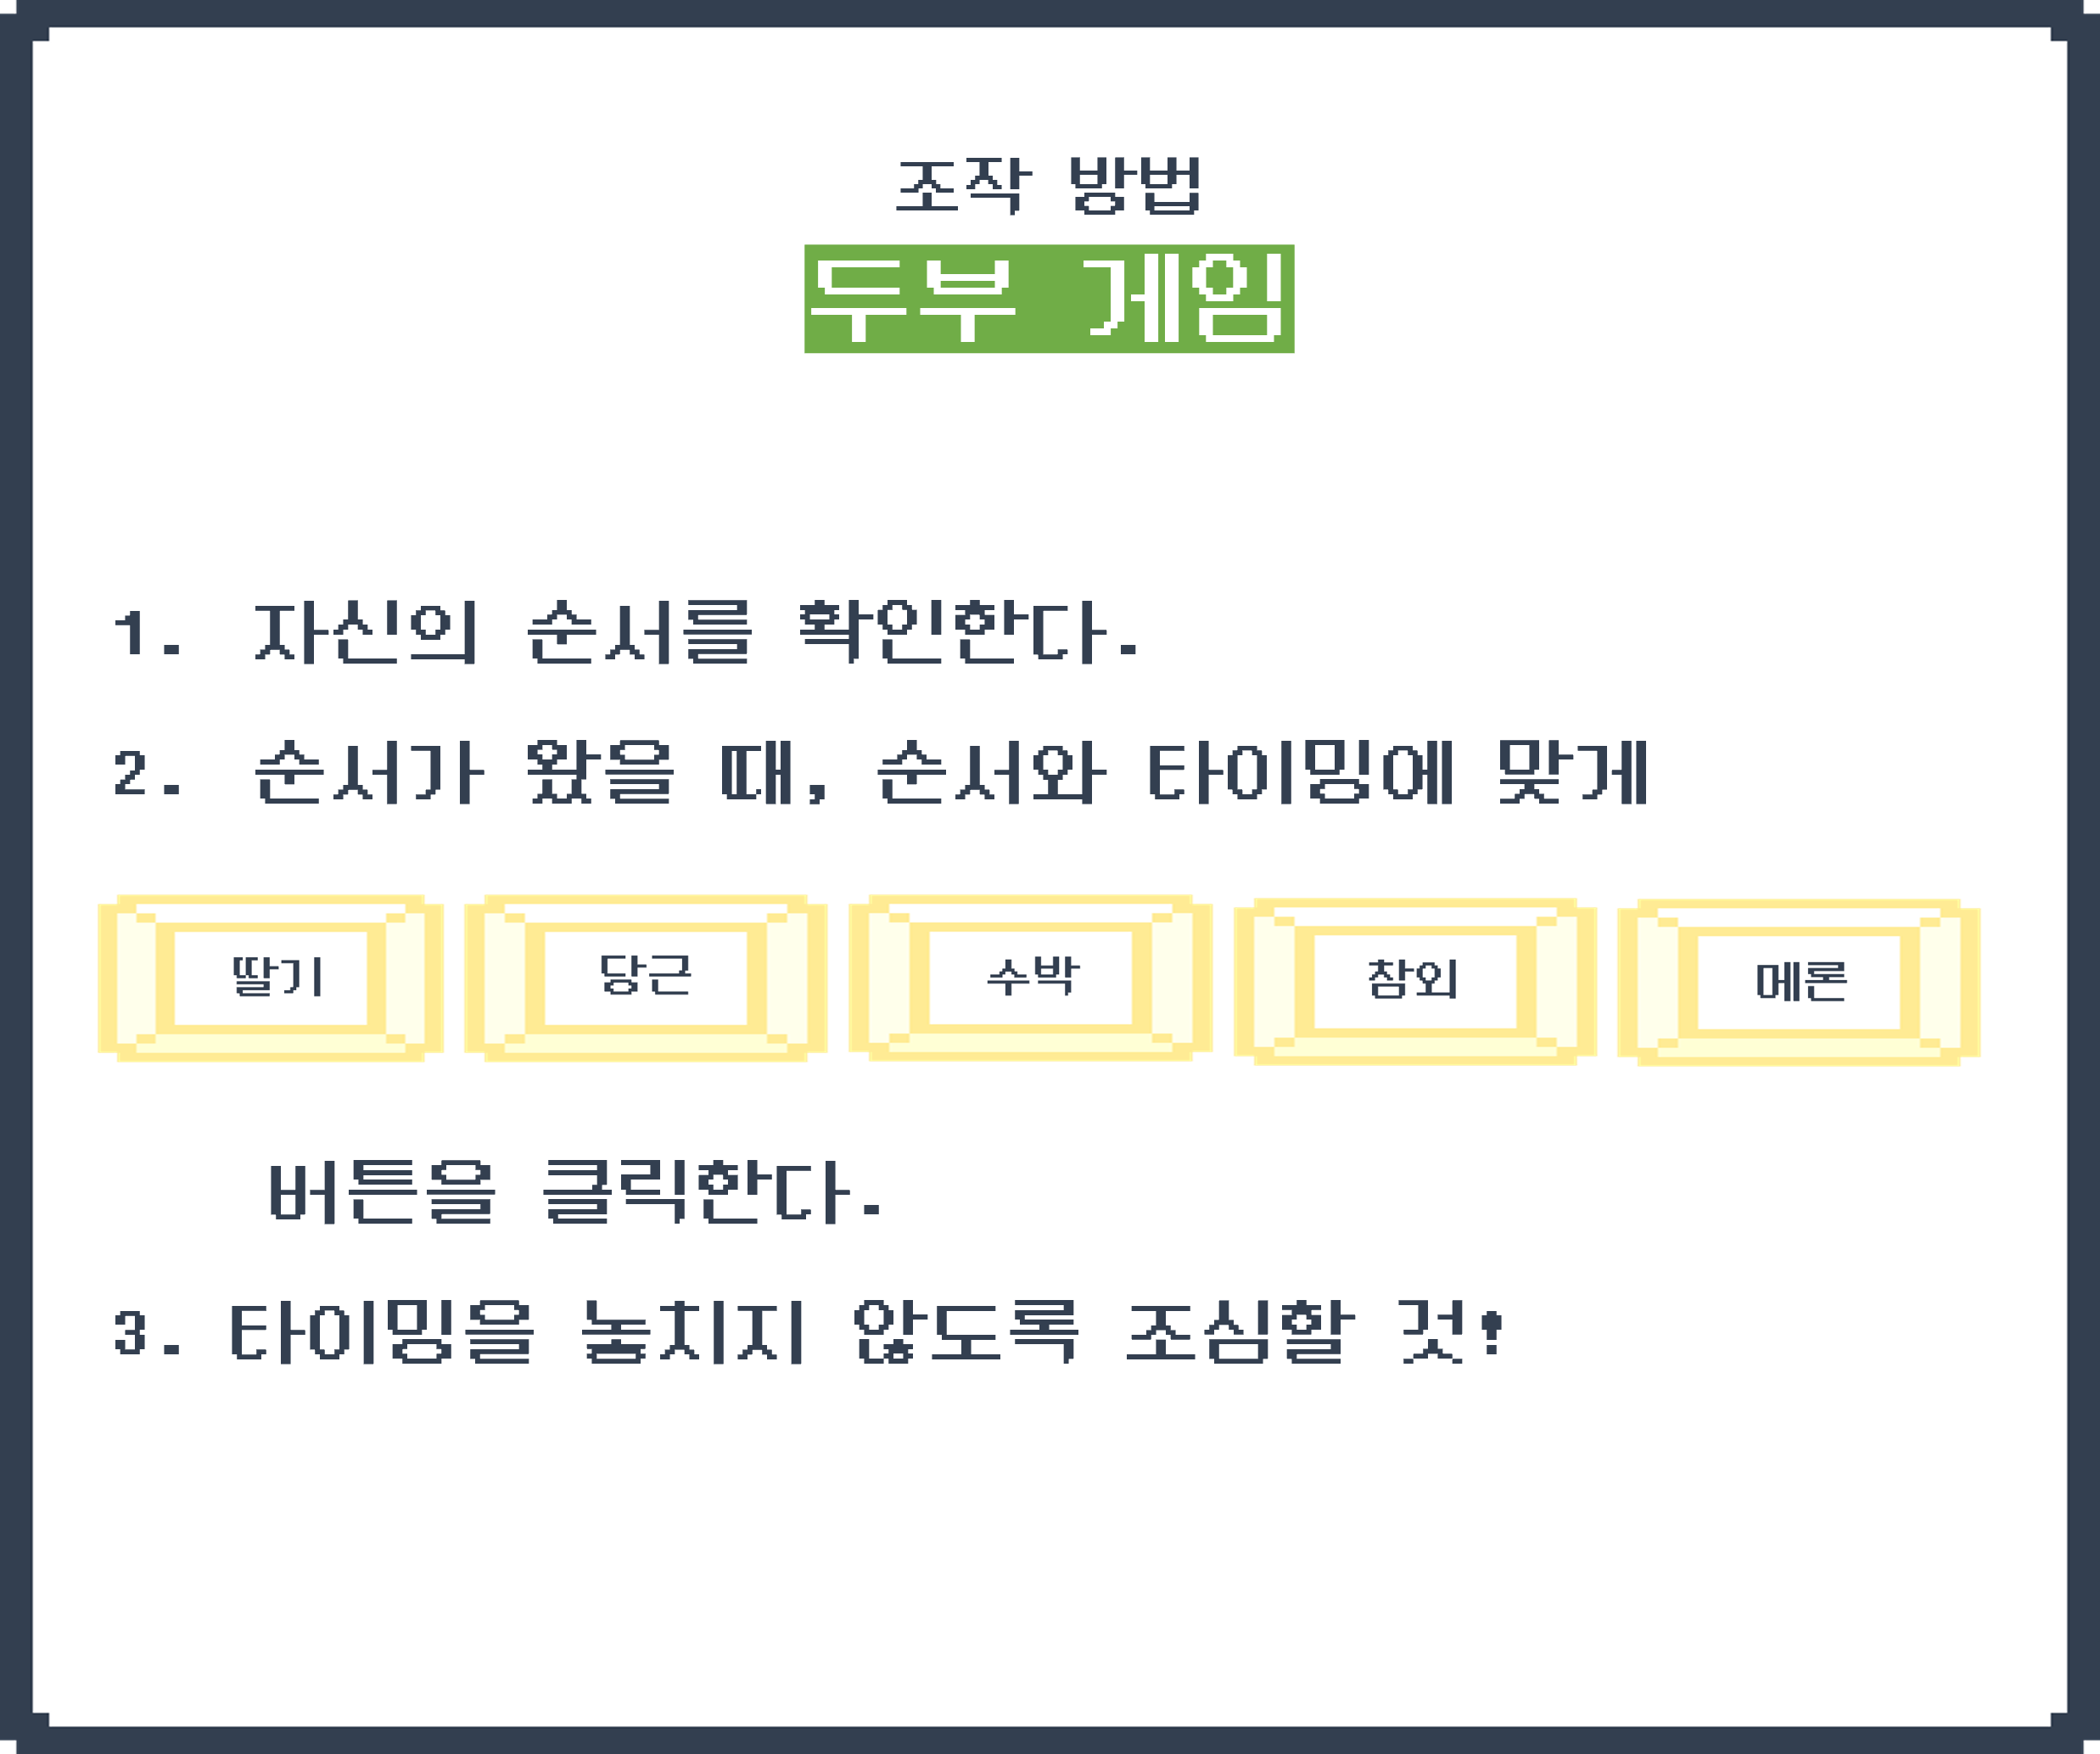 조작 방법
두부 게임
1. 자신의 순서를 확인한다.
2. 순서가 왔을 때, 순서와 타이밍에 맞게
딸기 당근 수박 참외 메론
버튼을 클릭한다.
3. 타이밍을 놓치지 않도록 조심할 것!